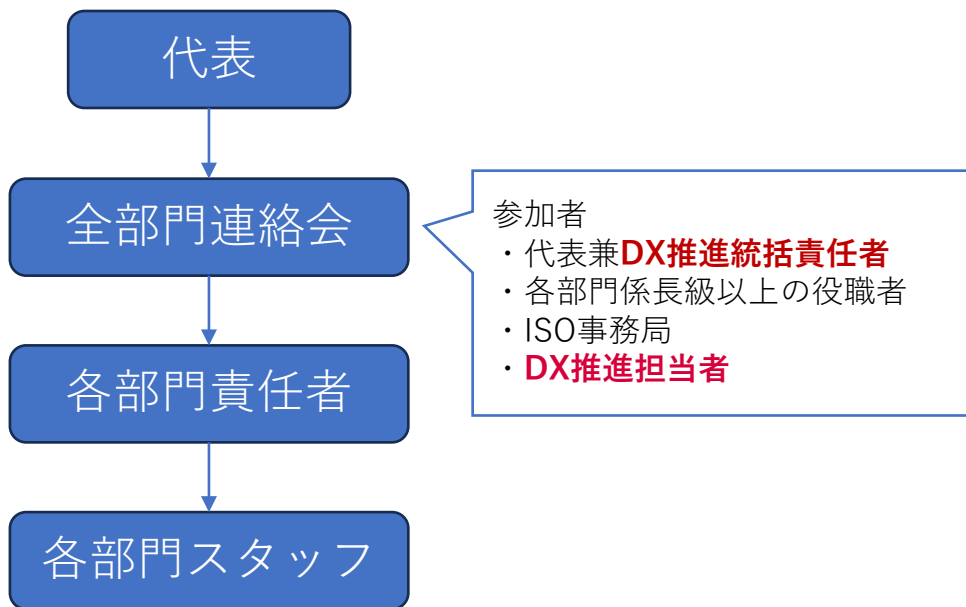 代表
全部門連絡会
参加者
・代表兼DX推進統括責任者
・各部門係長級以上の役職者
・ISO事務局
・DX推進担当者
各部門責任者
各部門スタッフ